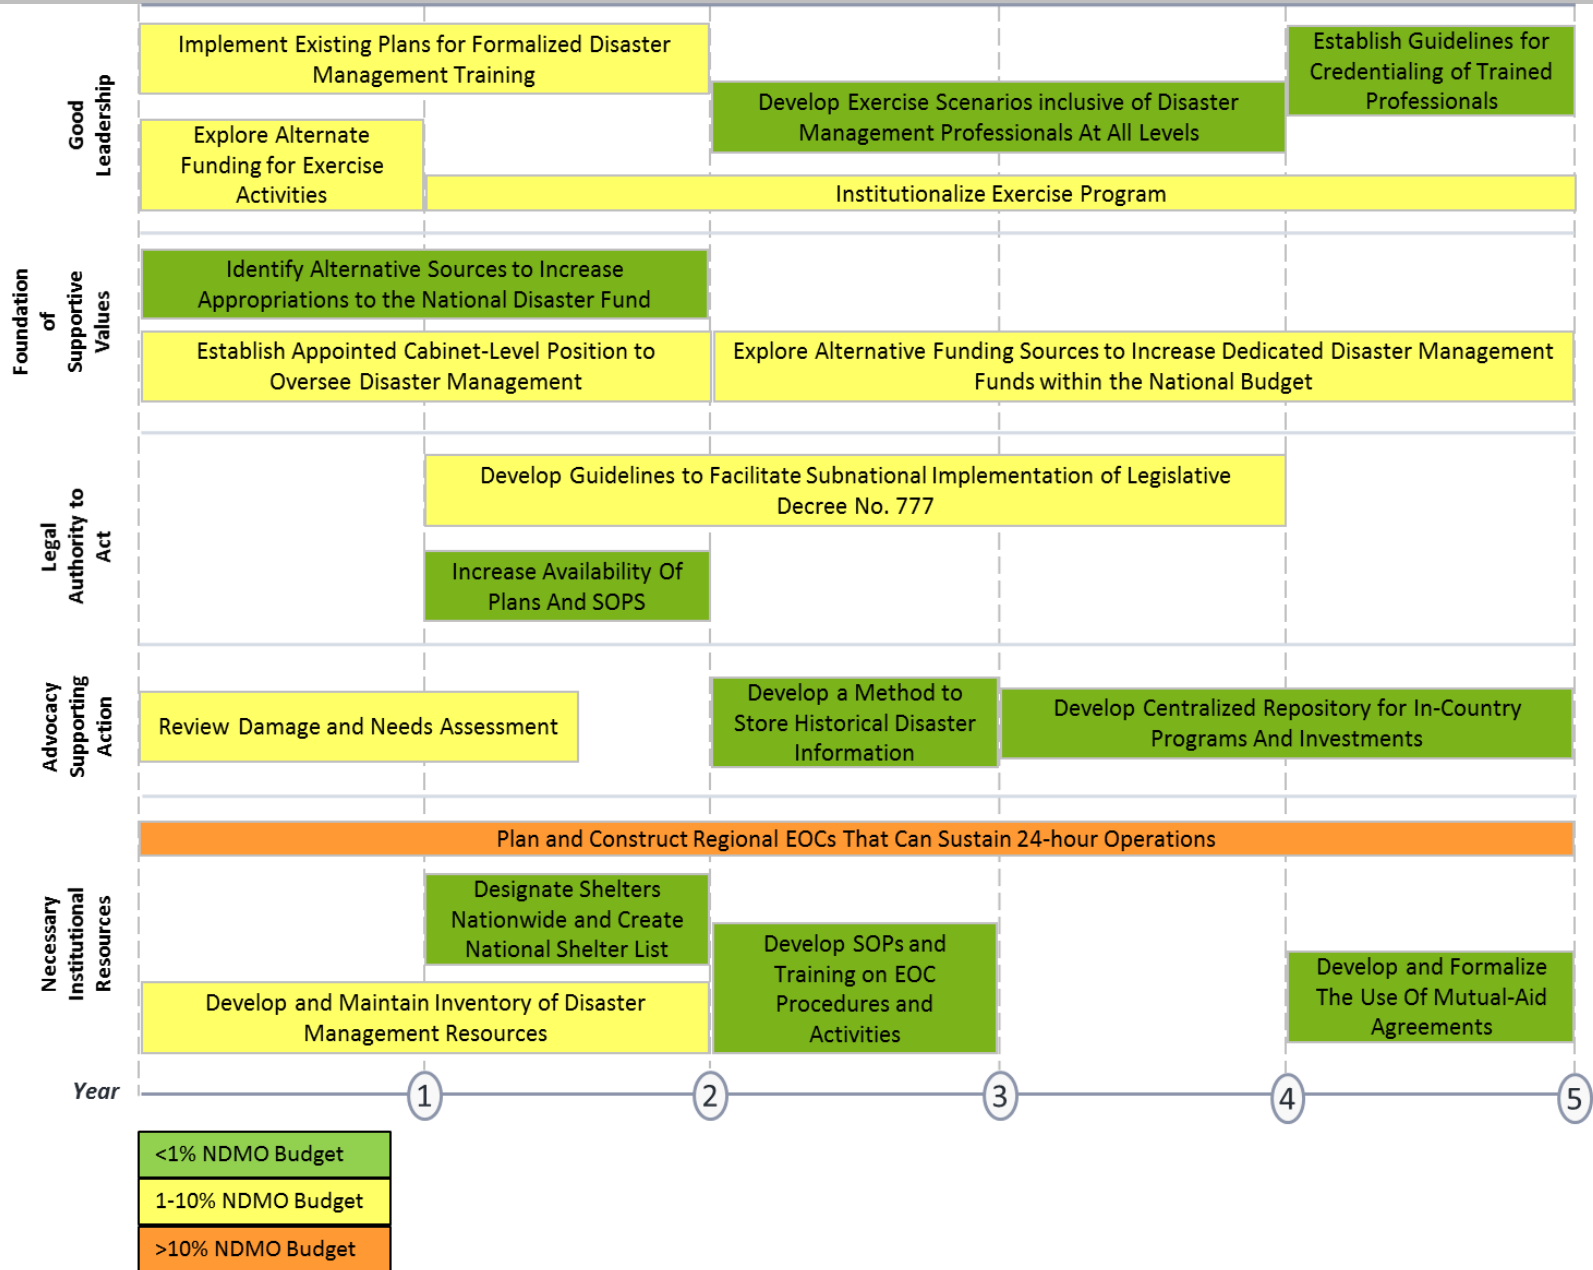 Good
Leadership
Implement Existing Plans for Formalized Disaster
Management Training
Explore Alternate
Funding for Exercise
Activities
Develop Exercise Scenarios inclusive of Disaster
Management Professionals At All Levels
Establish Guidelines for
Credentialing of Trained
Professionals
Institutionalize Exercise Program
Foundation
of
Supportive
Values
Identify Alternative Sources to Increase
Appropriations to the National Disaster Fund
Establish Appointed Cabinet-Level Position to
Oversee Disaster Management
Explore Alternative Funding Sources to Increase Dedicated Disaster Management
Funds within the National Budget
Legal
Authority to
Act
Develop Guidelines to Facilitate Subnational Implementation of Legislative
Decree No. 777
Increase Availability Of
Plans And SOPS
Advocacy
Supporting
Action
Review Damage and Needs Assessment
Develop a Method to
Store Historical Disaster
Information
Develop Centralized Repository for In-Country
Programs And Investments
Necessary
Institutional
Resources
Plan and Construct Regional EOCs That Can Sustain 24-hour Operations
Designate Shelters
Nationwide and Create
National Shelter List
Develop and Maintain Inventory of Disaster
Management Resources
Develop SOPs and
Training on EOC
Procedures and
Activities
Develop and Formalize
The Use Of Mutual-Aid
Agreements
Year
1
2
3
4
5
<1% NDMO Budget
1-10% NDMO Budget
>10% NDMO Budget